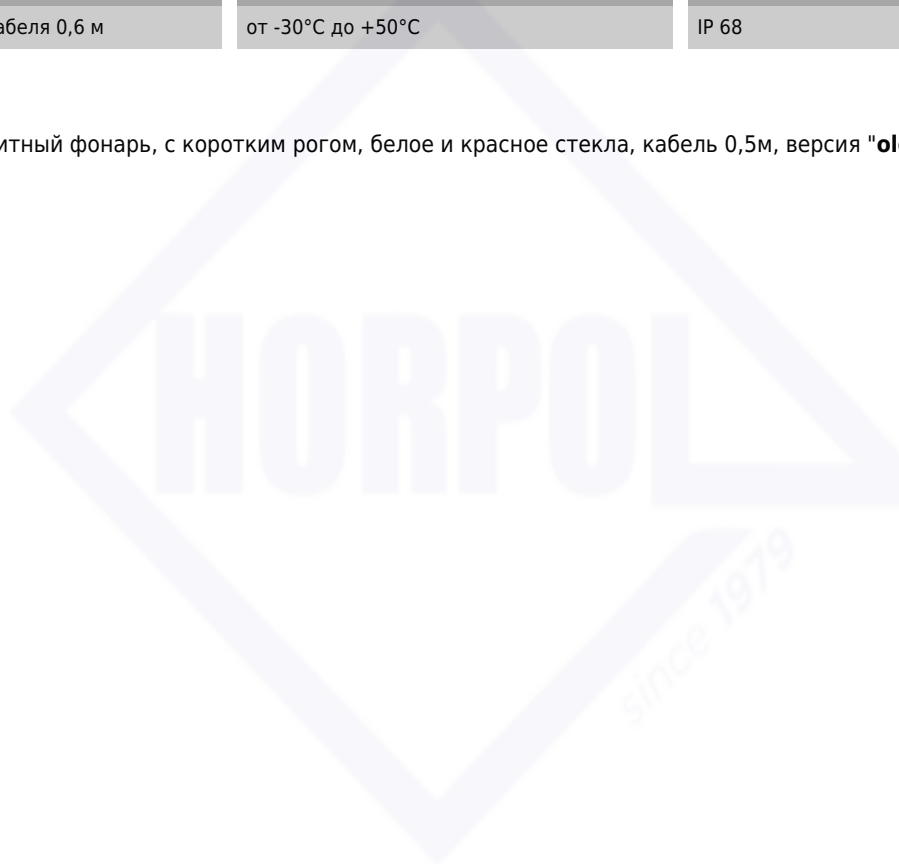 абеля 0,6 м от -30°C до +50°C IP 68
итный фонарь, с коротким рогом, белое и красное стекла, кабель 0,5м, версия "ol
HORPOL
since 1979